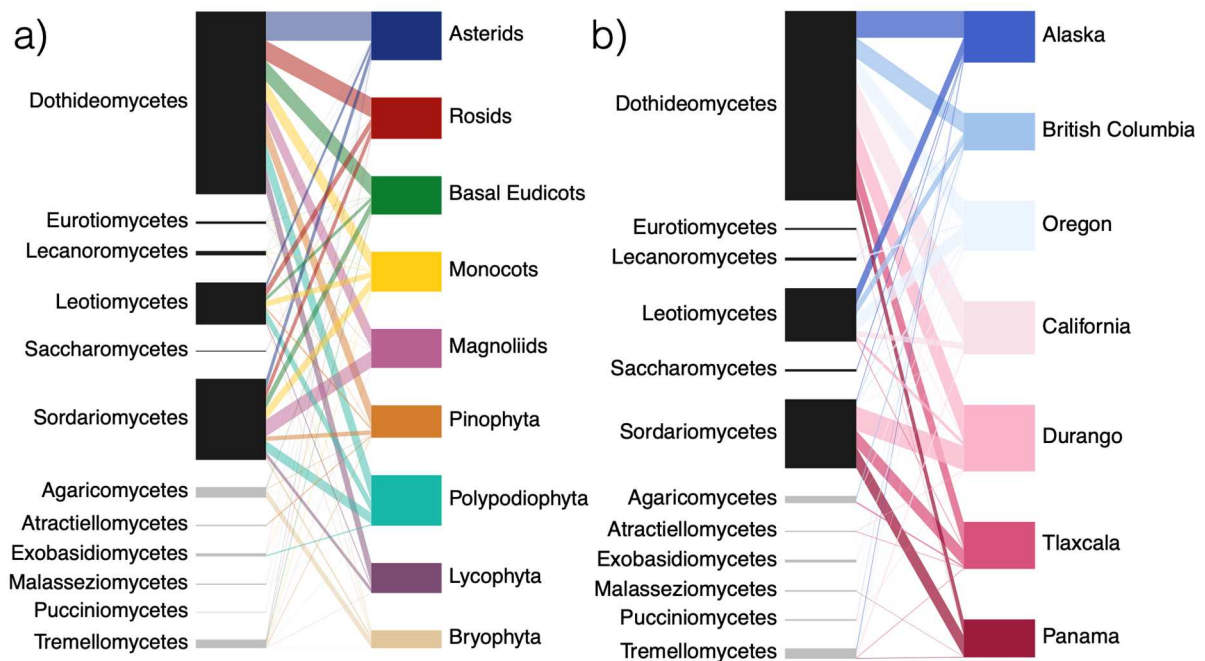 a)
Dothideomycetes
Eurotiomycetes
Lecanoromycetes
Leotiomycetes
Saccharomycetes
Sordariomycetes
Agaricomycetes
Atractiellomycetes
Exobasidiomycetes
Malasseziomycetes
Pucciniomycetes
Tremellomycetes
Asterids
Rosids
Basal Eudicots
Monocots
Magnoliids
Pinophyta
Polypodiophyta
Lycophyta
Bryophyta
b)
Dothideomycetes
Eurotiomycetes
Lecanoromycetes
Leotiomycetes
Saccharomycetes
Sordariomycetes
Agaricomycetes
Atractiellomycetes
Exobasidiomycetes
Malasseziomycetes
Pucciniomycetes
Tremellomycetes
Alaska
British Columbia
Oregon
California
Durango
Tlaxcala
Panama